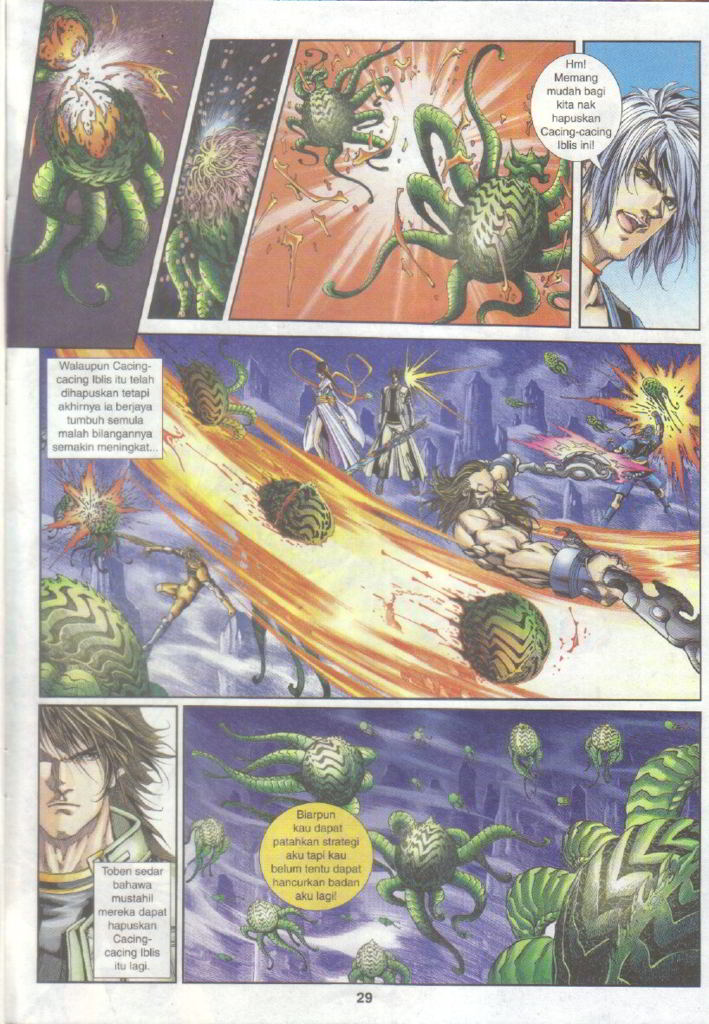 Hm!
Memang
mudah bagi
kita nak
hapuskan
Cacing-cacing
Iblis ini!
Walaupun Cacing-
cacing Iblis itu telah
dihapuskan tetapi
akhirnya ia berjaya
tumbuh semula
malah bilangannya
semakin meningkat...
Toben sedar
bahawa
mustahil
mereka dapat
hapuskan
Cacing-
cacing Iblis
itu lagi.
Biarpun
kau dapat
patahkan strategi
aku tapi kau
belum tentu dapat
hancurkan badan
aku lagi!
29